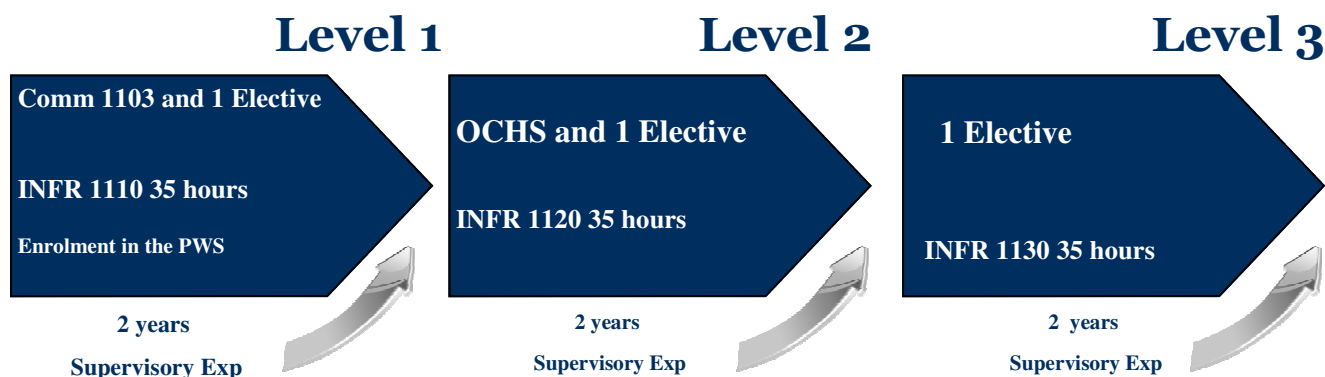 Level 1
Comm 1103 and 1 Elective
INFR 1110 35 hours
Enrolment in the PWS
2 years
Supervisory Exp
Level 2
OCHS and 1 Elective
INFR 1120 35 hours
2 years
Supervisory Exp
Level 3
1 Elective
INFR 1130 35 hours
2 years
Supervisory Exp